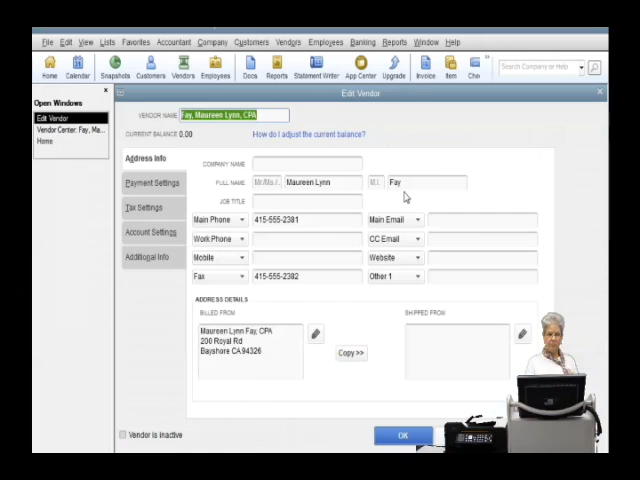 File Edit View Lists Favorites Accountant Company Customers Vendors Employees Banking Reports Window Help
Home Calendar Snapshots Customers Vendors Employees Docs Reports Statement Writer App Center Upgrade Invoice Item Che
Search Company or Help
Open Windows
Edit Vendor
Vendor Center: Fay, Ma...
Home
Edit Vendor
VENDOR NAME Fay, Maureen Lynn, CPA
CURRENT BALANCE 0.00 How do I adjust the current balance?
Address Info
Payment Settings
Tax Settings
Account Settings
Additional Info
COMPANY NAME
FULL NAME Mr./Ms./.. Maureen Lynn M.I. Fay
JOB TITLE
Main Phone 415-555-2381 Main Email
Work Phone CC Email
Mobile Website
Fax 415-555-2382 Other 1
ADDRESS DETAILS
BILLED FROM SHIPPED FROM
Maureen Lynn Fay, CPA
200 Royal Rd
Bayshore CA 94326
Copy >>
Vendor is inactive
OK